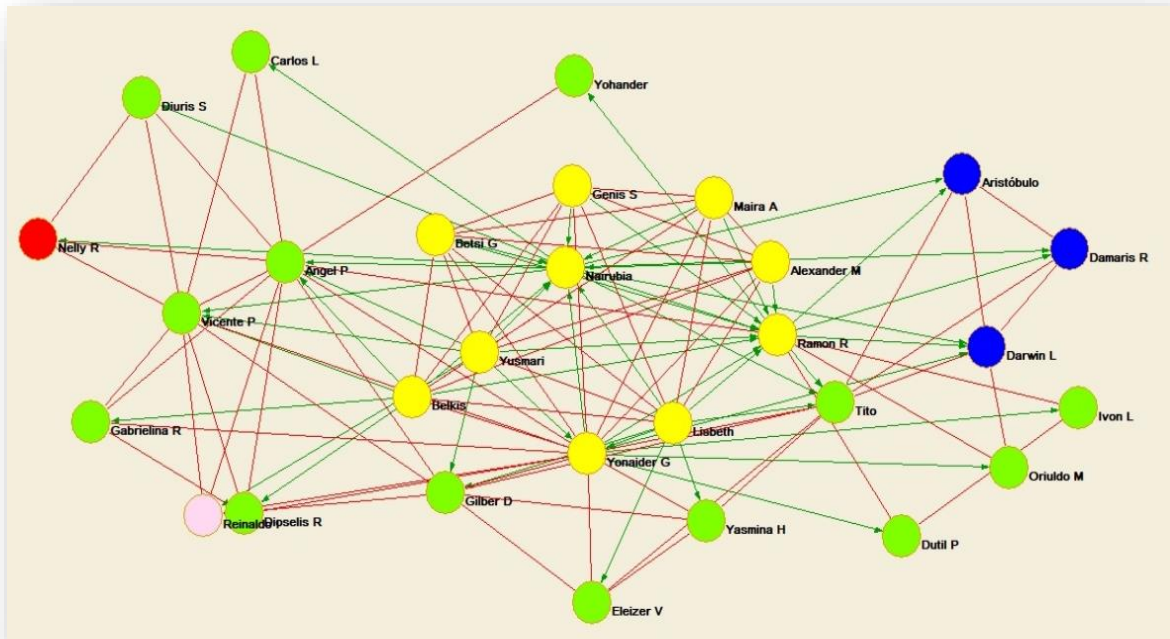 Carlos L
Yohander
Diuris S
Aristóbulo
Genis S
Maira A
Betsi G
Nelly R
Damaris R
Angel P
Nairubia
Alexander M
Vicente P
Ramon R
Yusmari
Darwin L
Belkis
Tito
Ivon L
Gabrielina R
Lisbeth
Yonaider G
Oriuldo M
Gilber D
Dipselis R
Yasmina H
Dutil P
Eleizer V